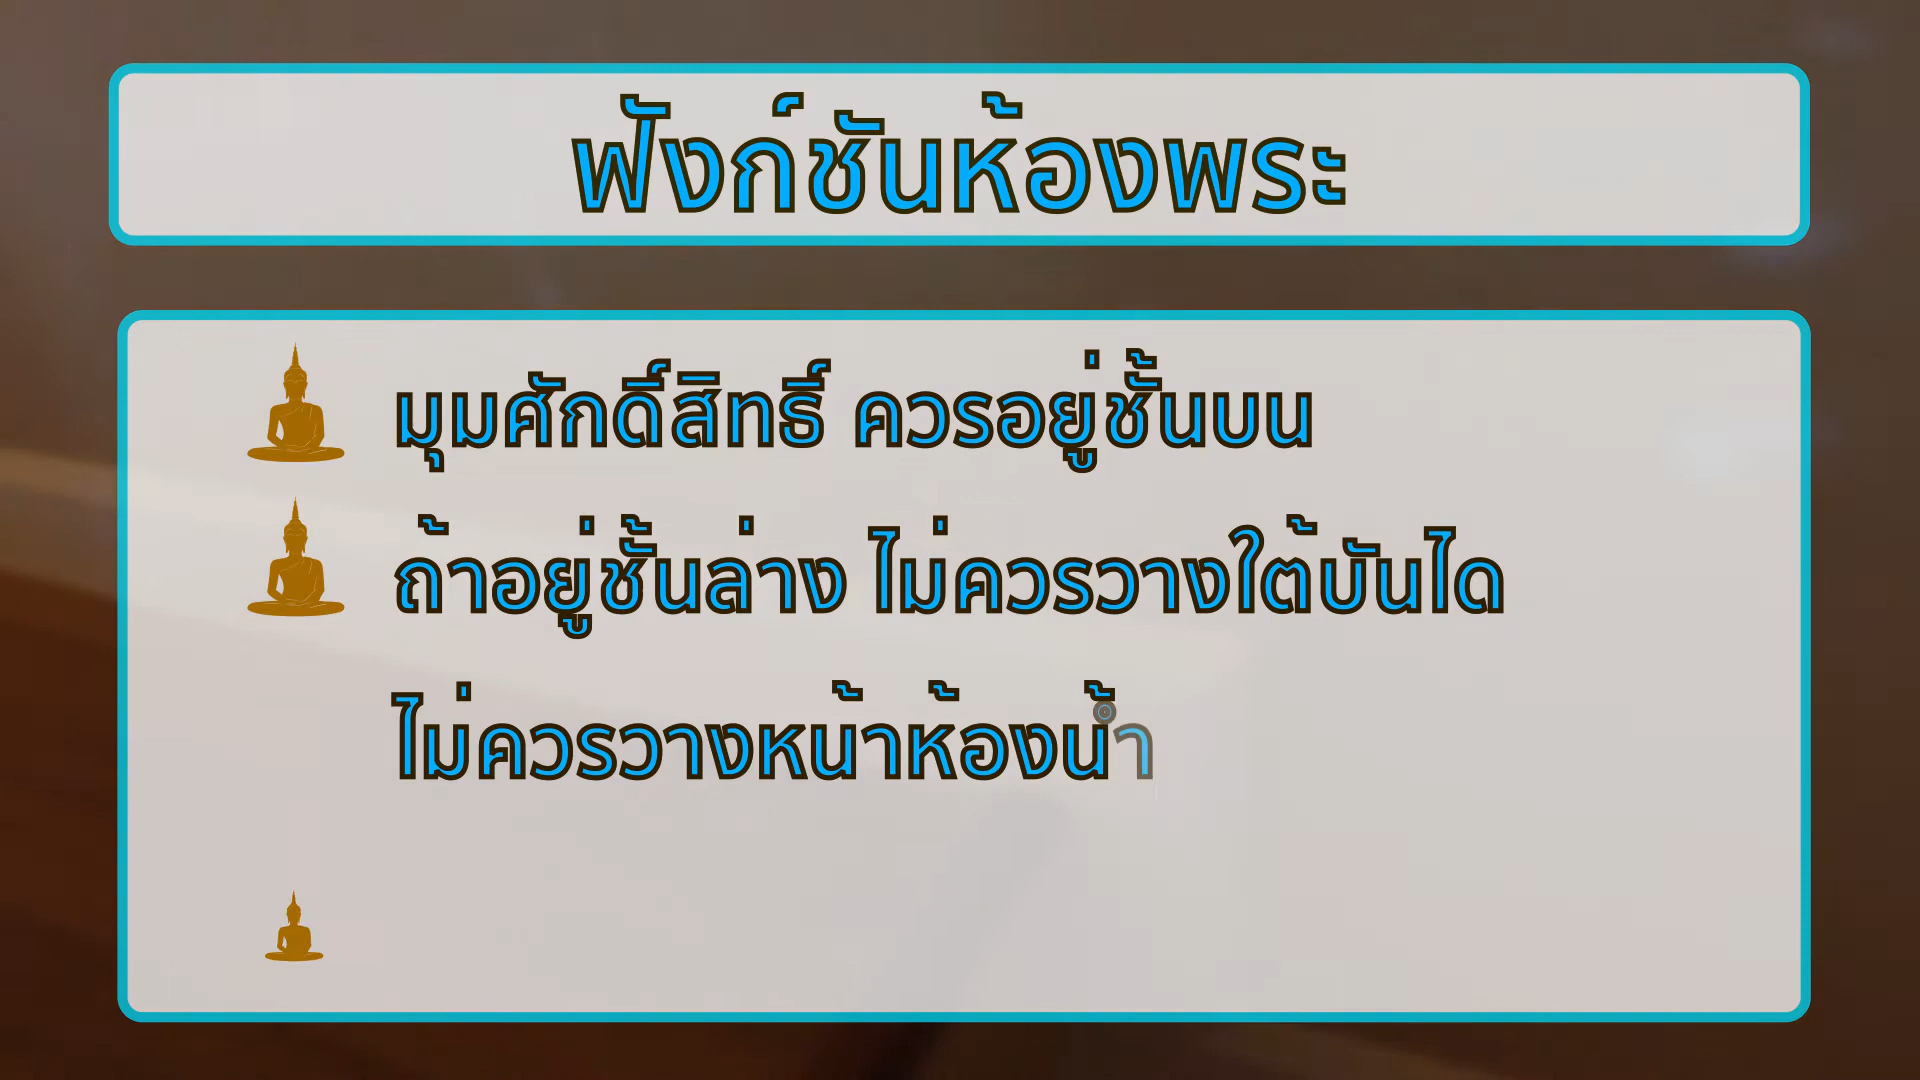 ฟังก์ชันห้องพระ
มุมศักดิ์สิทธิ์ ควรอยู่ชั้นบน
ถ้าอยู่ชั้นล่าง ไม่ควรวางใต้บันได
ไม่ควรวางหน้าห้องน้ำ